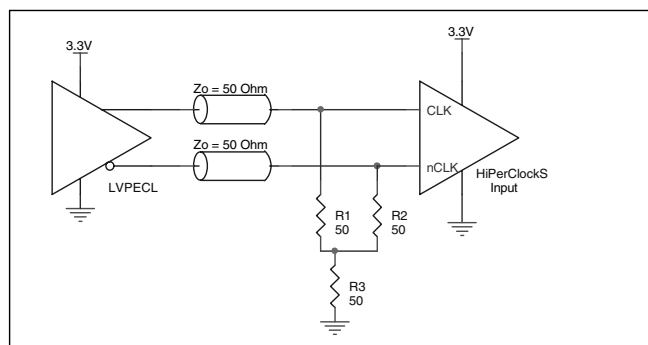 3.3V
3.3V
Zo = 50 Ohm
CLK
Zo = 50 Ohm
nCLK
LVPECL
HiPerClockS
Input
R1
50
R2
50
R3
50